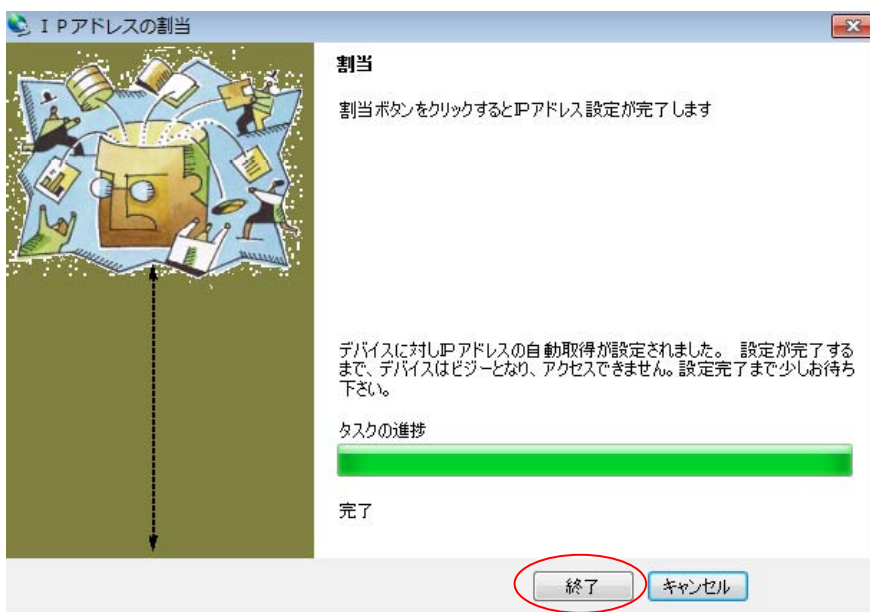 IPアドレスの割当
割当
割当ボタンをクリックするとIPアドレス設定が完了します
デバイスに対しIPアドレスの自動取得が設定されました。 設定が完了する
まで、デバイスはビジーとなり、アクセスできません。設定完了まで少しお待ち
下さい。
タスクの進捗
完了
終了
キャンセル